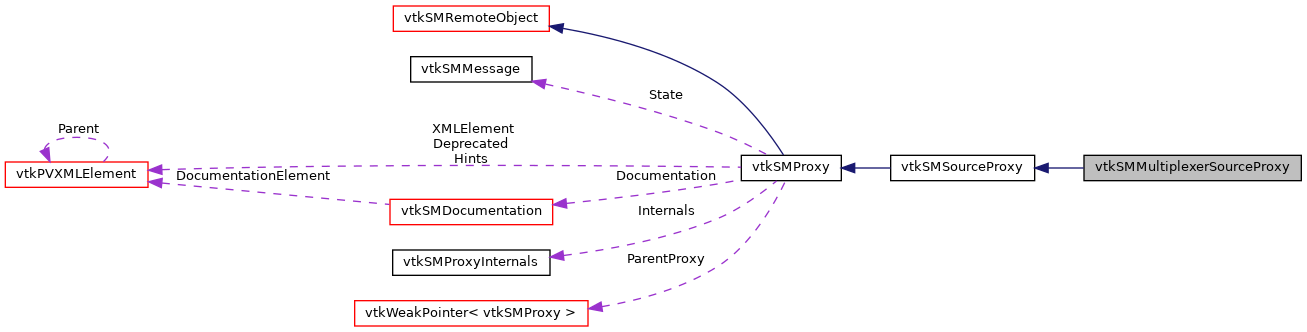 vtkSMRemoteObject
vtkSMMessage
State
Parent
XMLElement
Deprecated
Hints
vtkPVXMLElement
DocumentationElement
Documentation
vtkSMProxy
vtkSMSourceProxy
vtkSMMultiplexerSourceProxy
vtkSMDocumentation
Internals
vtkSMProxyInternals
ParentProxy
vtkWeakPointer< vtkSMProxy >